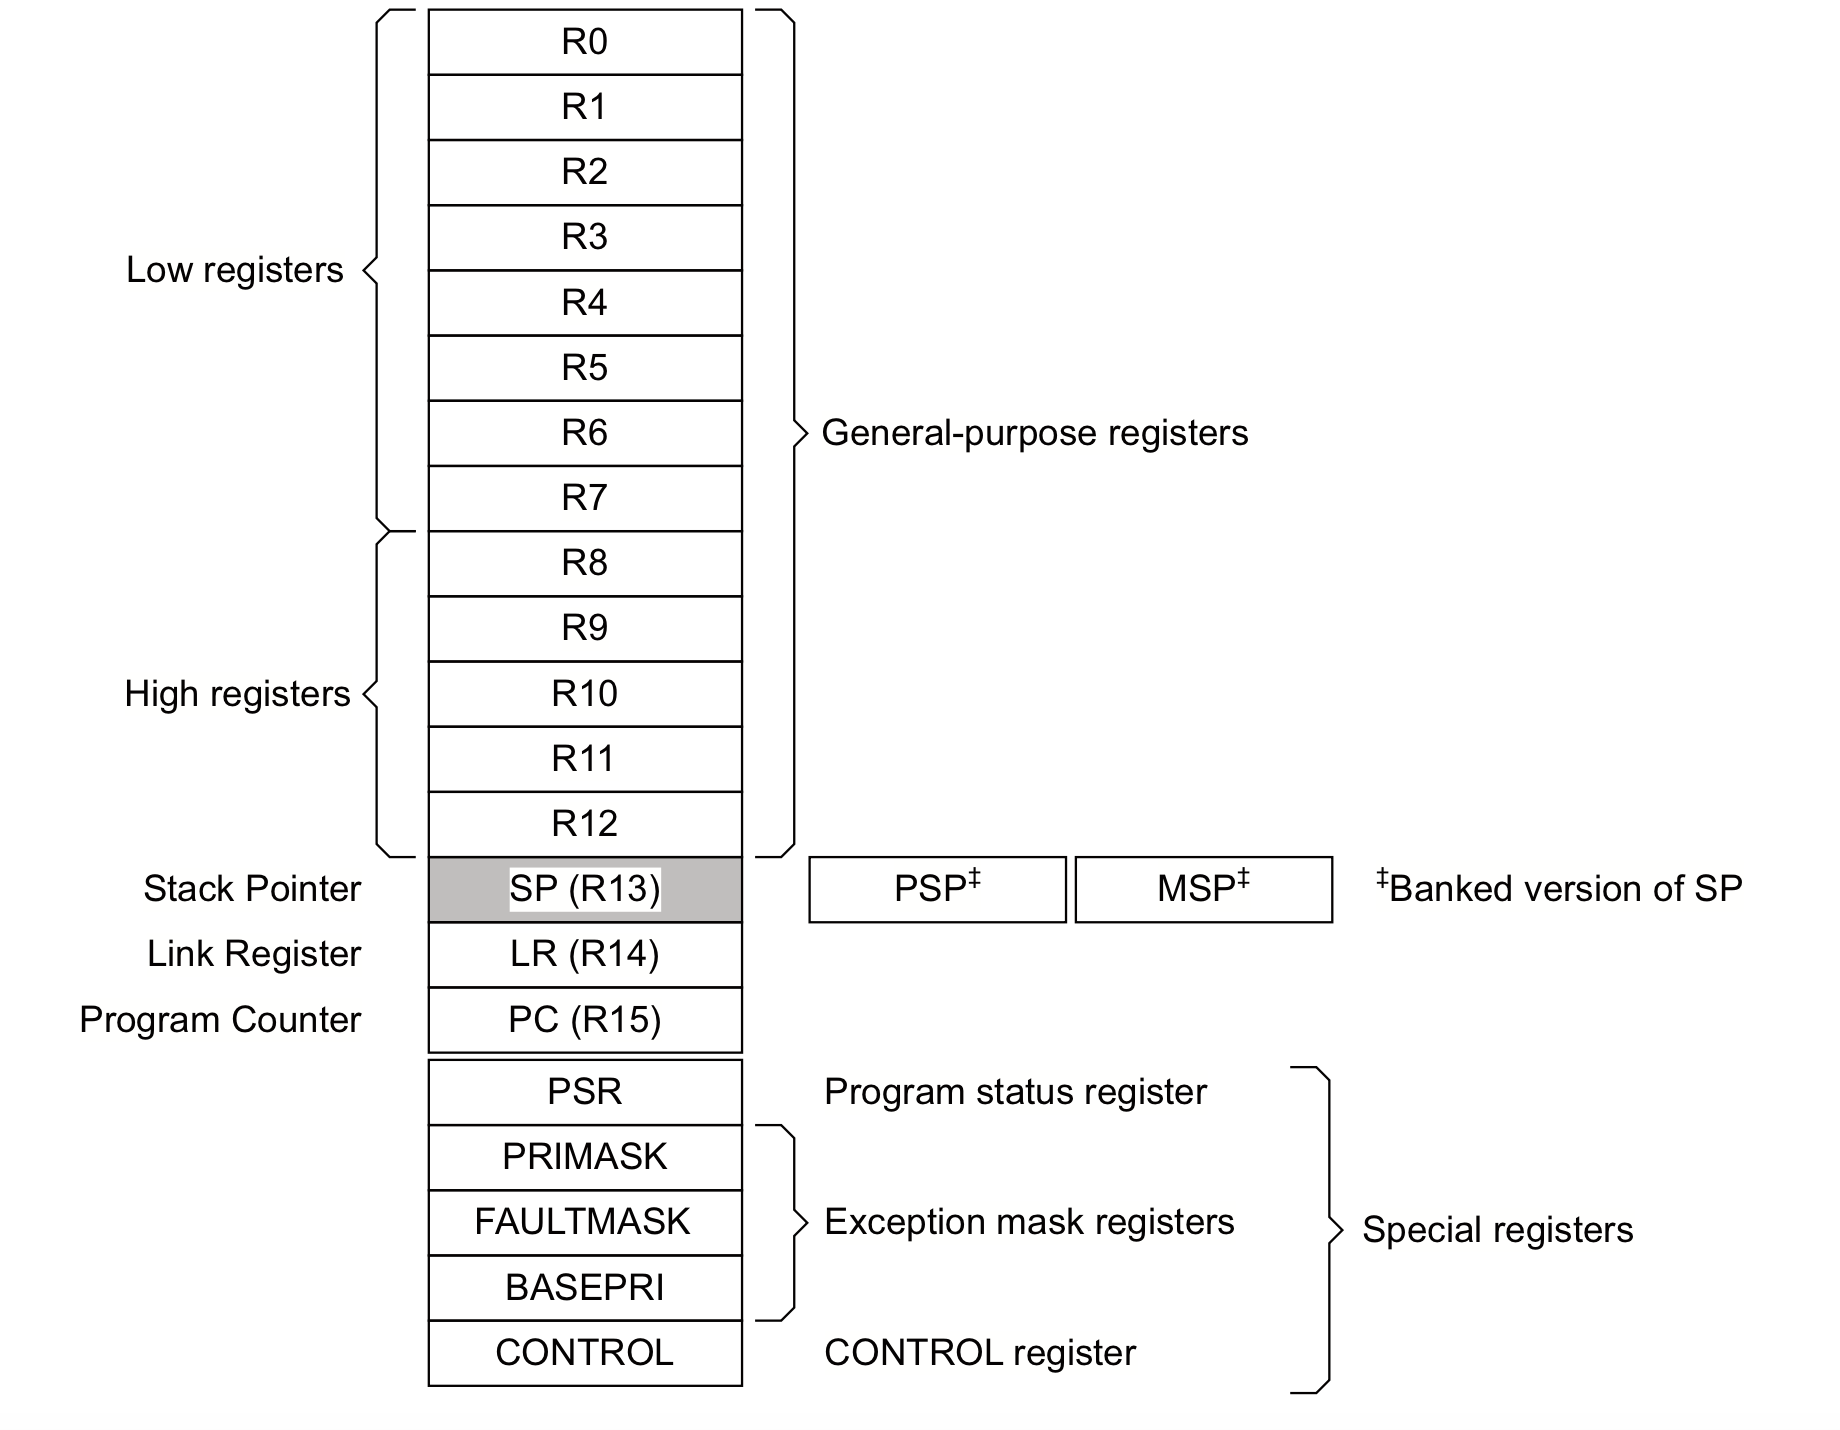 R0
R1
R2
R3
Low registers
R4
R5
R6
General-purpose registers
R7
R8
R9
High registers
R10
R11
R12
Stack Pointer SP (R13) PSP‡ MSP‡ ‡Banked version of SP
Link Register LR (R14)
Program Counter PC (R15)
PSR Program status register
PRIMASK
FAULTMASK Exception mask registers Special registers
BASEPRI
CONTROL CONTROL register